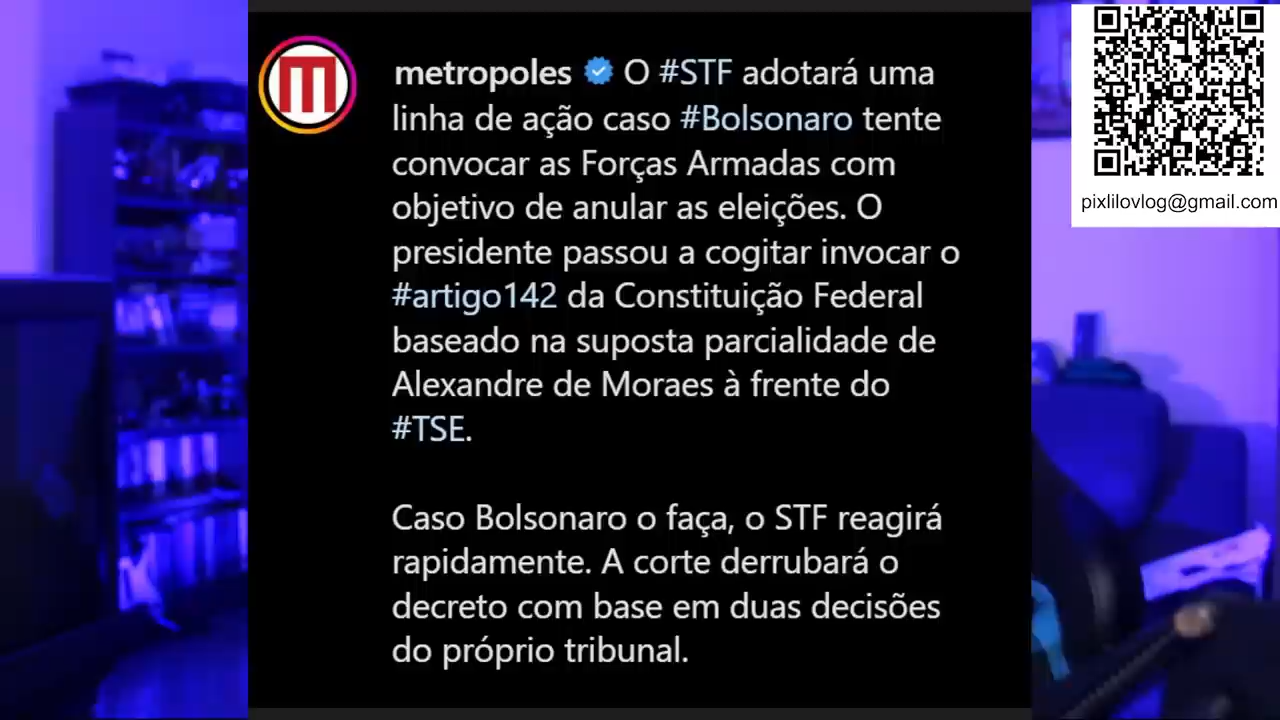 metropoles O #STF adotará uma
linha de ação caso #Bolsonaro tente
convocar as Forças Armadas com
objetivo de anular as eleições. O
presidente passou a cogitar invocar o
#artigo142 da Constituição Federal
baseado na suposta parcialidade de
Alexandre de Moraes à frente do
#TSE.
Caso Bolsonaro o faça, o STF reagirá
rapidamente. A corte derrubará o
decreto com base em duas decisões
do próprio tribunal.
pixlilovlog@gmail.com